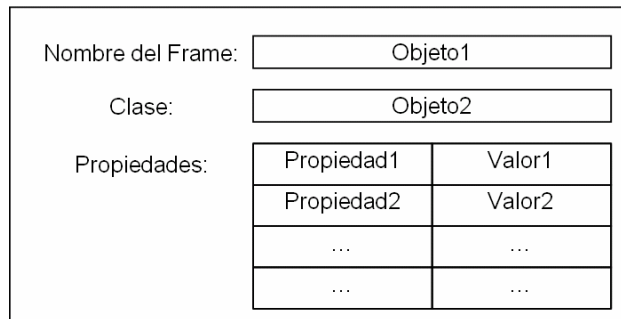 Nombre del Frame: Objeto1
Clase: Objeto2
Propiedades: Propiedad1 Valor1
Propiedad2 Valor2
... ...
... ...